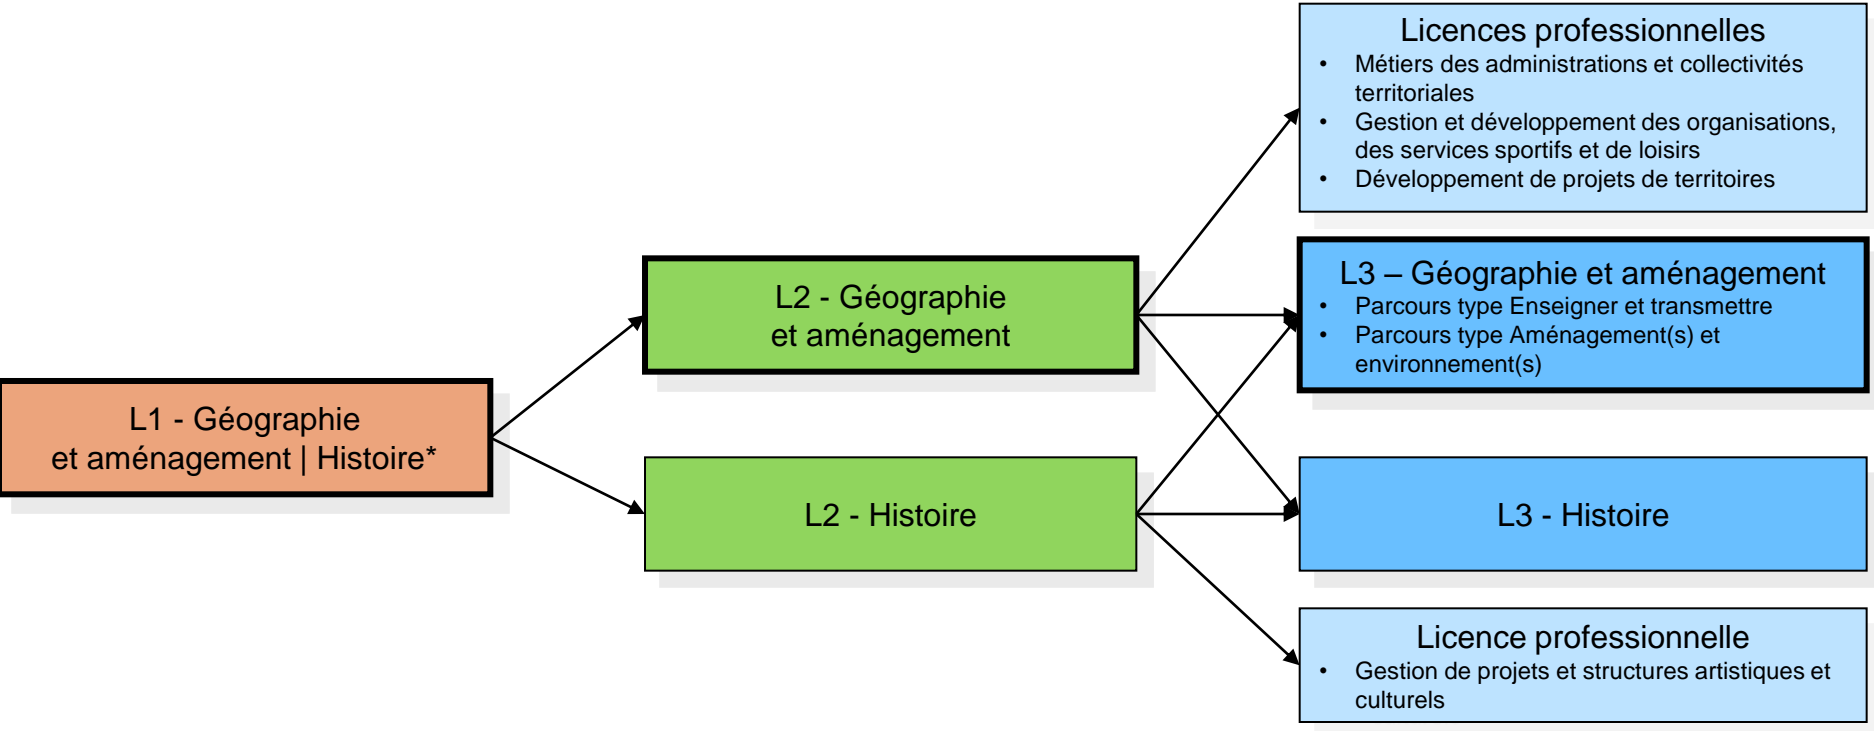 L1 - Géographie
et aménagement | Histoire*
L2 - Géographie
et aménagement
L2 - Histoire
Licences professionnelles
• Métiers des administrations et collectivités
territoriales
• Gestion et développement des organisations,
des services sportifs et de loisirs
• Développement de projets de territoires
L3 – Géographie et aménagement
• Parcours type Enseigner et transmettre
• Parcours type Aménagement(s) et
environnement(s)
L3 - Histoire
Licence professionnelle
• Gestion de projets et structures artistiques et
culturels